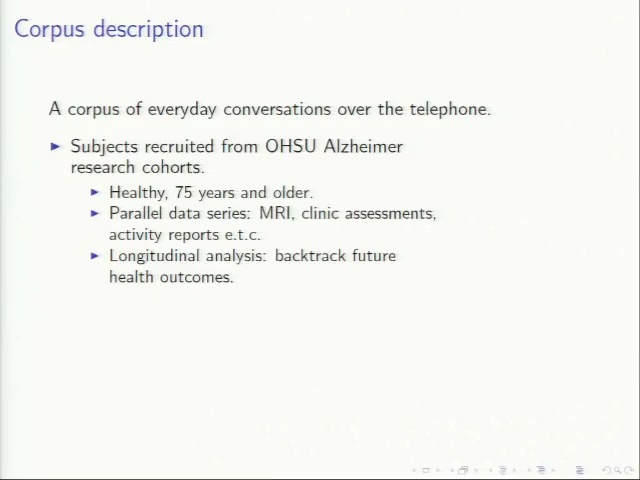 Corpus description
A corpus of everyday conversations over the telephone.
Subjects recruited from OHSU Alzheimer
research cohorts.
Healthy, 75 years and older.
Parallel data series: MRI, clinic assessments,
activity reports e.t.c.
Longitudinal analysis: backtrack future
health outcomes.